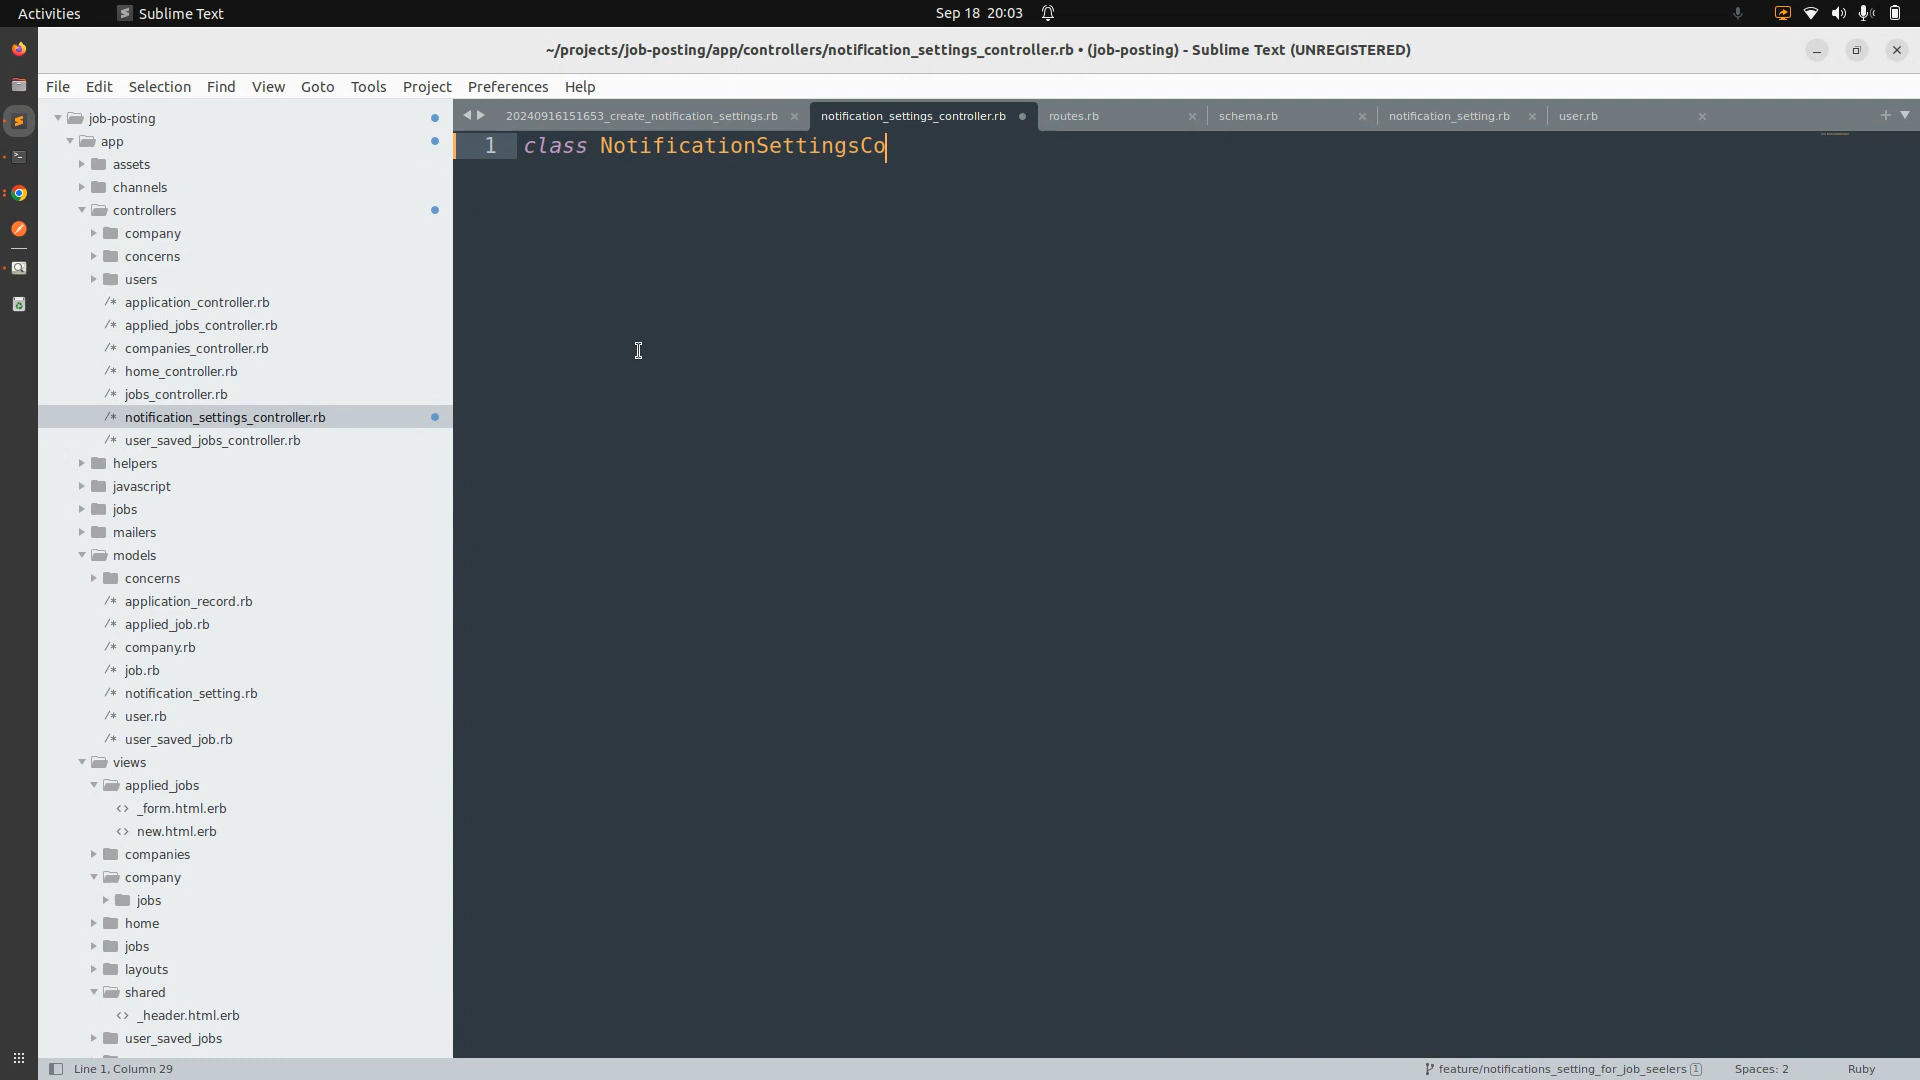 Activities
Sublime Text
Sep 18 20:03
~/projects/job-posting/app/controllers/notification_settings_controller.rb • (job-posting) - Sublime Text (UNREGISTERED)
File Edit Selection Find View Goto Tools Project Preferences Help
20240916151653_create_notification_settings.rb
notification_settings_controller.rb
routes.rb
schema.rb
notification_setting.rb
user.rb
1 class NotificationSettingsCo
job-posting
app
assets
channels
controllers
company
concerns
users
/* application_controller.rb
/* applied_jobs_controller.rb
/* companies_controller.rb
/* home_controller.rb
/* jobs_controller.rb
/* notification_settings_controller.rb
/* user_saved_jobs_controller.rb
helpers
javascript
jobs
mailers
models
concerns
/* application_record.rb
/* applied_job.rb
/* company.rb
/* job.rb
/* notification_setting.rb
/* user.rb
/* user_saved_job.rb
views
applied_jobs
<> _form.html.erb
<> new.html.erb
companies
company
jobs
home
jobs
layouts
shared
<> _header.html.erb
user_saved_jobs
Line 1, Column 29
feature/notifications_setting_for_job_seelers 1
Spaces: 2
Ruby